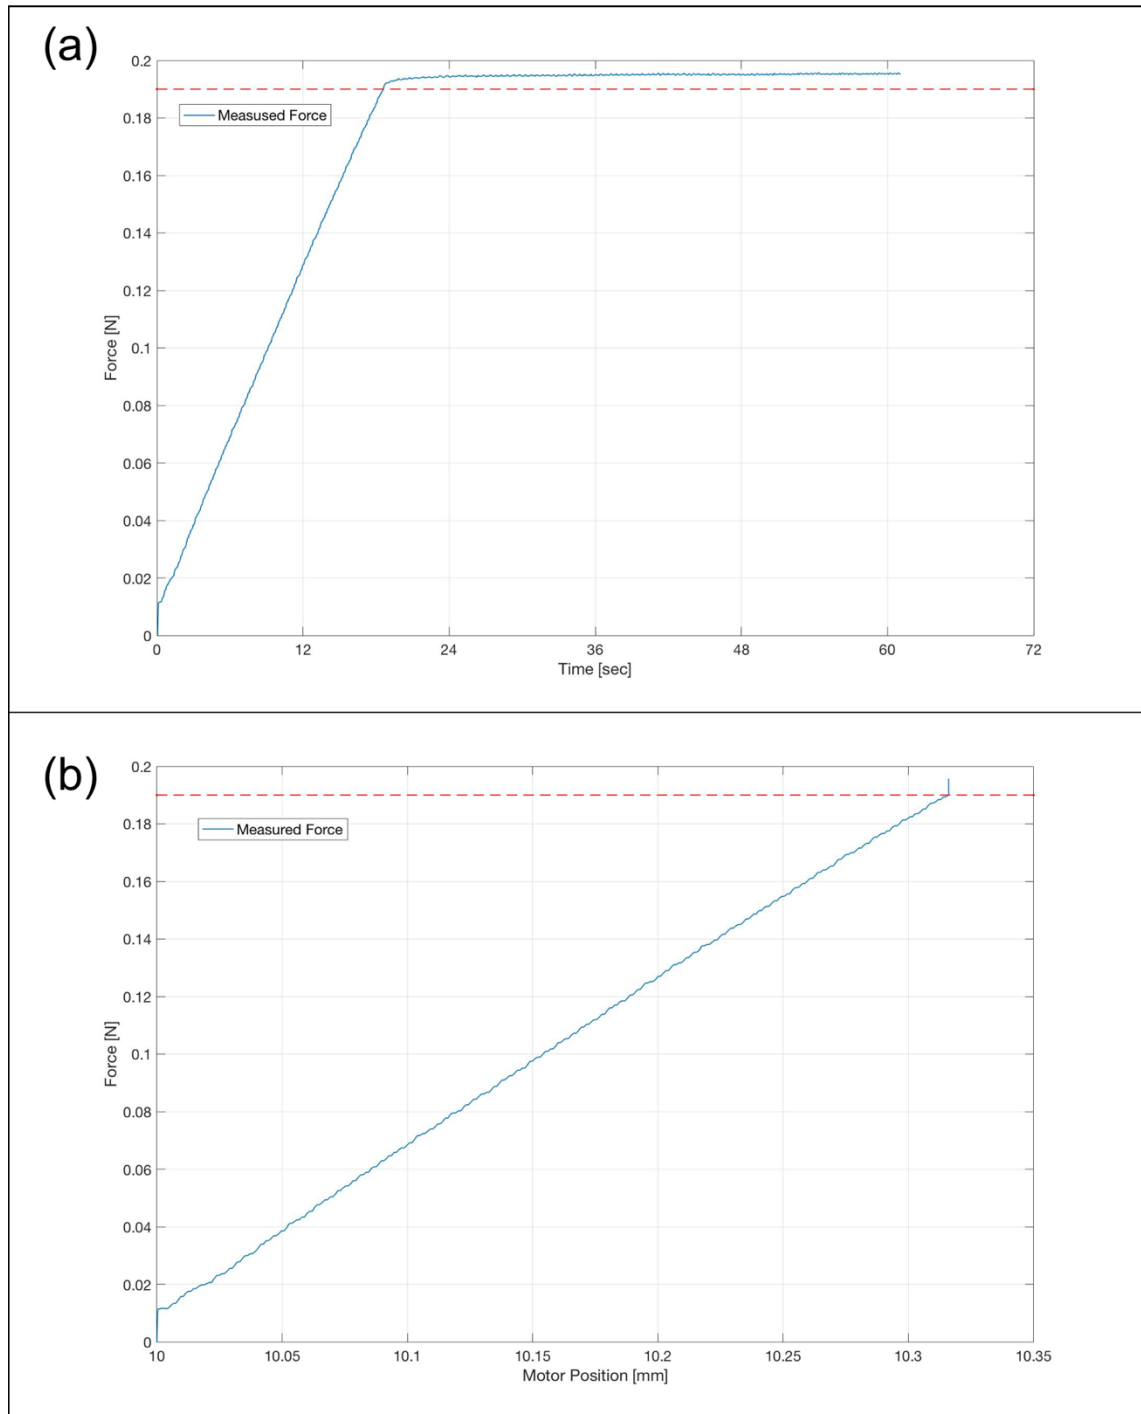 (a)
0.2
0.18
0.16
0.14
0.12
0.1
0.08
0.06
0.04
0.02
0
Force [N]
Measused Force
0 12 24 36 48 60 72
Time [sec]
(b)
0.2
0.18
0.16
0.14
0.12
0.1
0.08
0.06
0.04
0.02
0
Force [N]
Measured Force
10 10.05 10.1 10.15 10.2 10.25 10.3 10.35
Motor Position [mm]